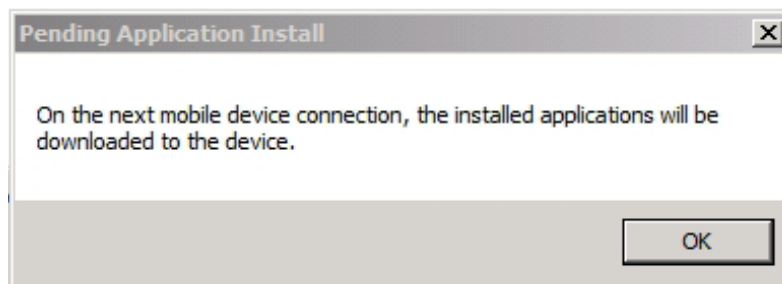 Pending Application Install
On the next mobile device connection, the installed applications will be
downloaded to the device.
OK